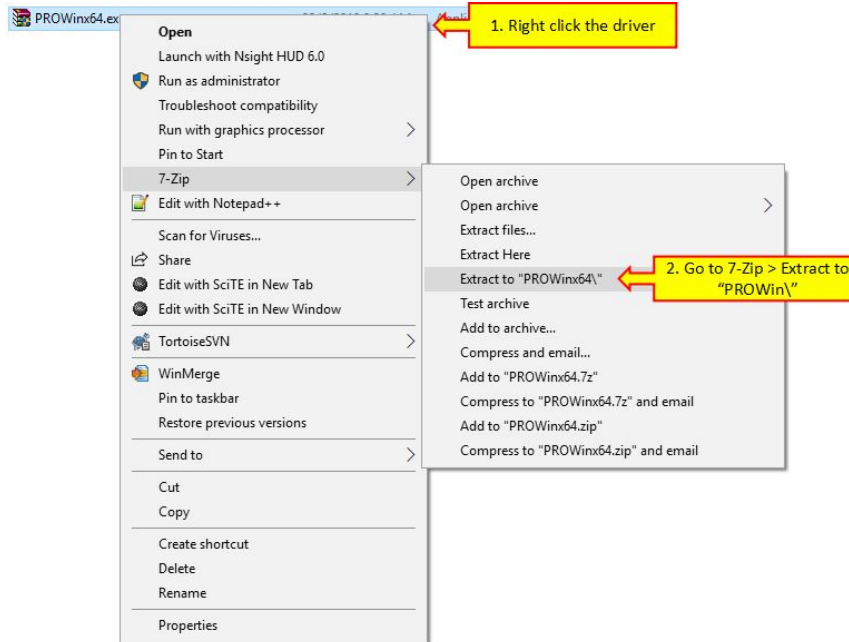 PROWinx64.ex
1. Right click the driver
Open
Launch with Nsight HUD 6.0
Run as administrator
Troubleshoot compatibility
Run with graphics processor
Pin to Start
7-Zip
Edit with Notepad++
Scan for Viruses...
Share
Edit with SciTE in New Tab
Edit with SciTE in New Window
TortoiseSVN
WinMerge
Pin to taskbar
Restore previous versions
Send to
Cut
Copy
Create shortcut
Delete
Rename
Properties
Open archive
Open archive
Extract files...
Extract Here
Extract to "PROWinx64\"
2. Go to 7-Zip > Extract to
“PROWin\”
Test archive
Add to archive...
Compress and email...
Add to "PROWinx64.7z"
Compress to "PROWinx64.7z" and email
Add to "PROWinx64.zip"
Compress to "PROWinx64.zip" and email